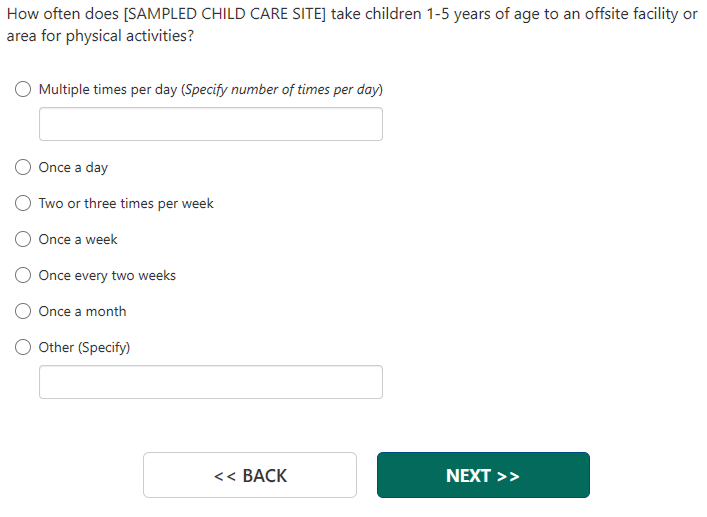 How often does [SAMPLED CHILD CARE SITE] take children 1-5 years of age to an offsite facility or
area for physical activities?
Multiple times per day (Specify number of times per day)
Once a day
Two or three times per week
Once a week
Once every two weeks
Once a month
Other (Specify)
<< BACK
NEXT >>